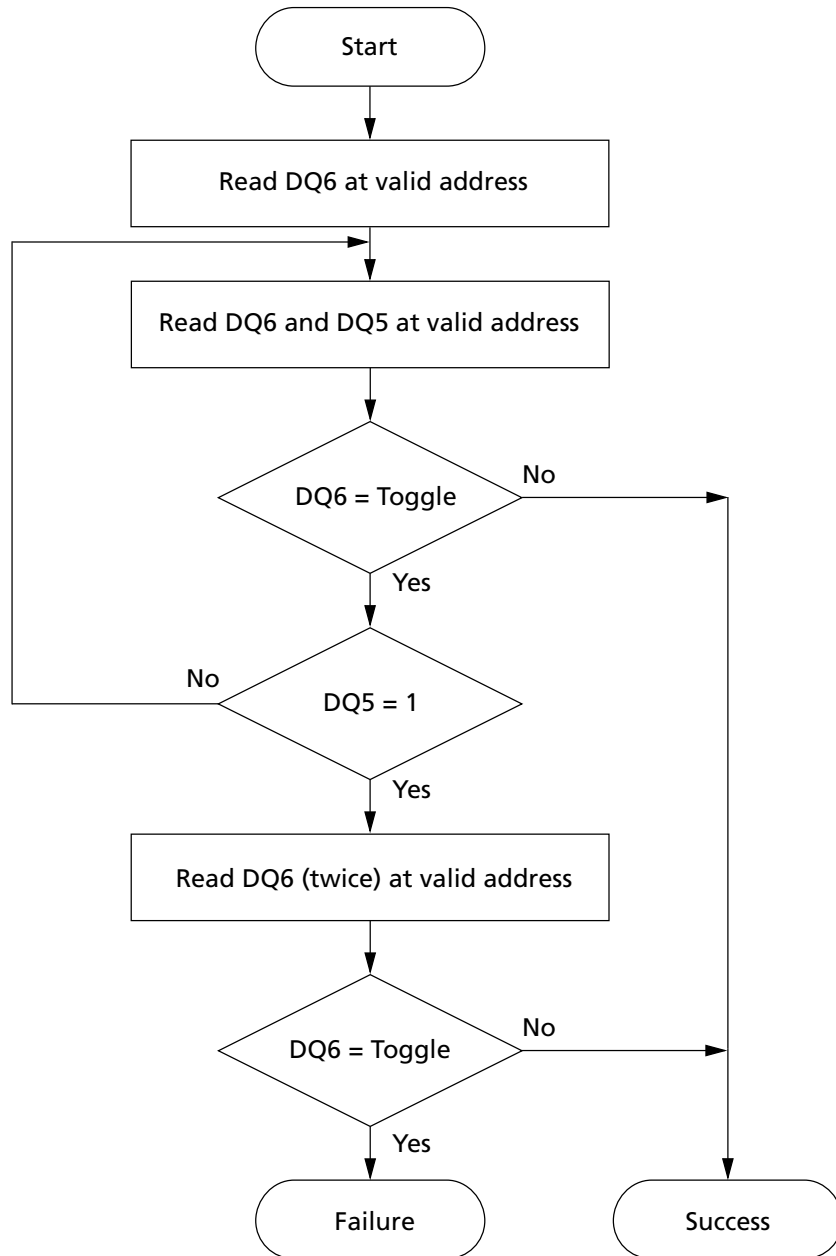 Start
Read DQ6 at valid address
Read DQ6 and DQ5 at valid address
DQ6 = Toggle
No
Yes
No
DQ5 = 1
Yes
Read DQ6 (twice) at valid address
DQ6 = Toggle
No
Yes
Failure
Success